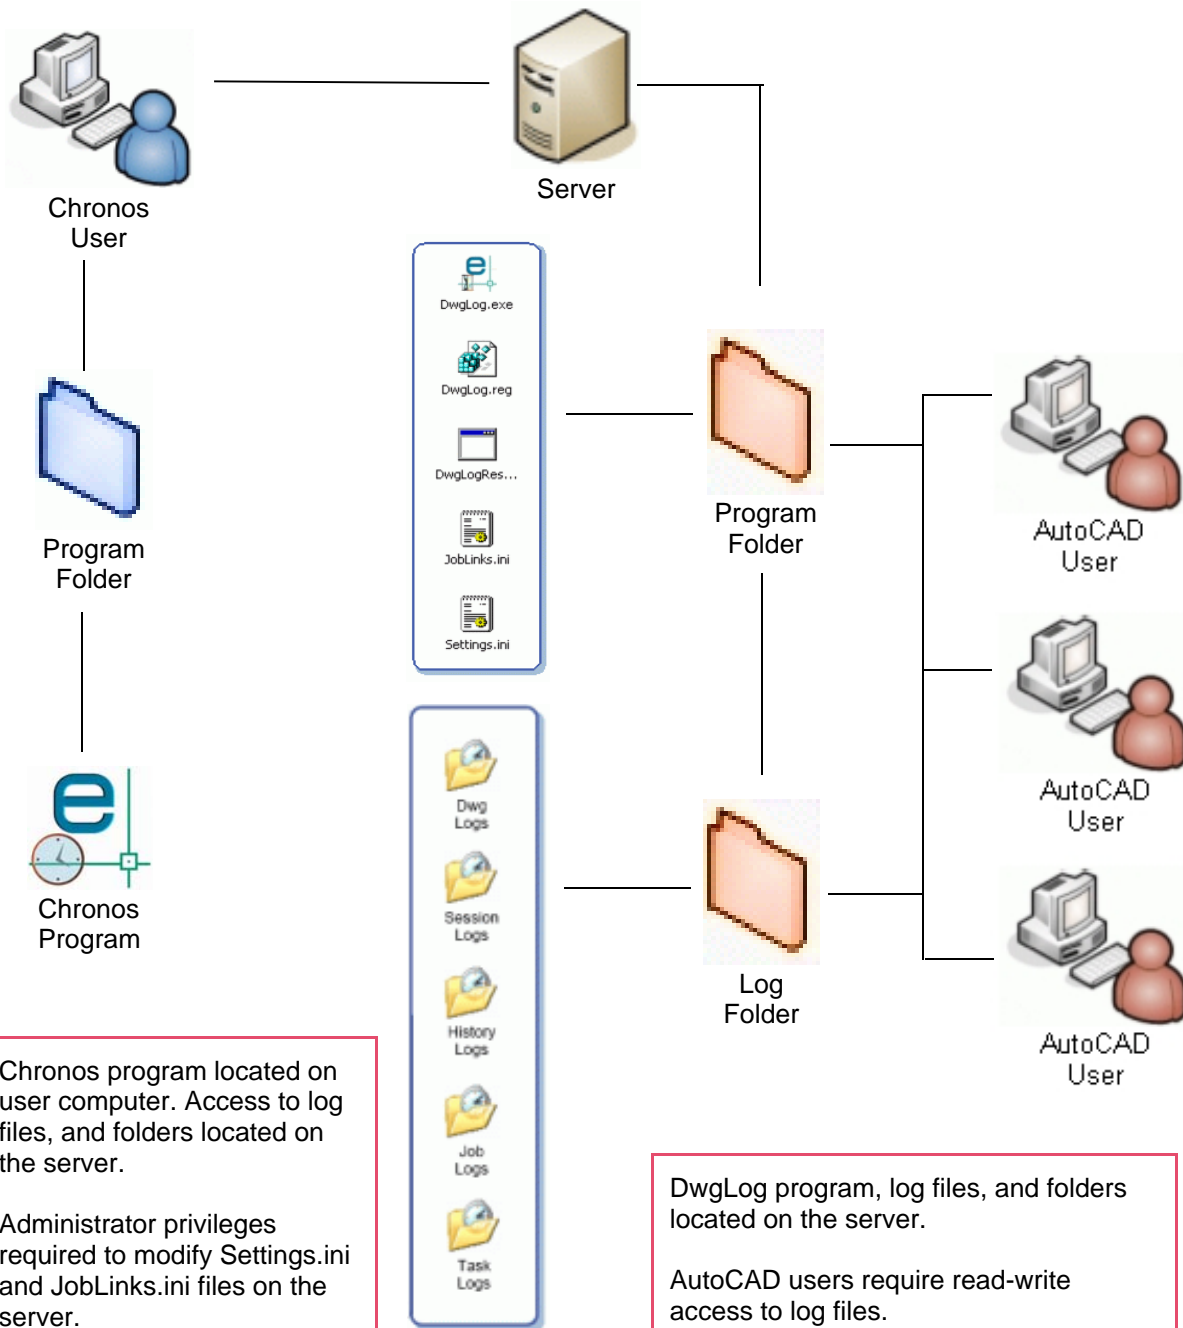 Chronos
User
Server
DwgLog.exe
DwgLog.reg
DwgLogRes...
JobLinks.ini
Settings.ini
Program
Folder
Program
Folder
AutoCAD
User
AutoCAD
User
AutoCAD
User
Chronos
Program
Dwg
Logs
Session
Logs
History
Logs
Job
Logs
Task
Logs
Log
Folder
Chronos program located on
user computer. Access to log
files, and folders located on
the server.
Administrator privileges
required to modify Settings.ini
and JobLinks.ini files on the
server.
DwgLog program, log files, and folders
located on the server.
AutoCAD users require read-write
access to log files.